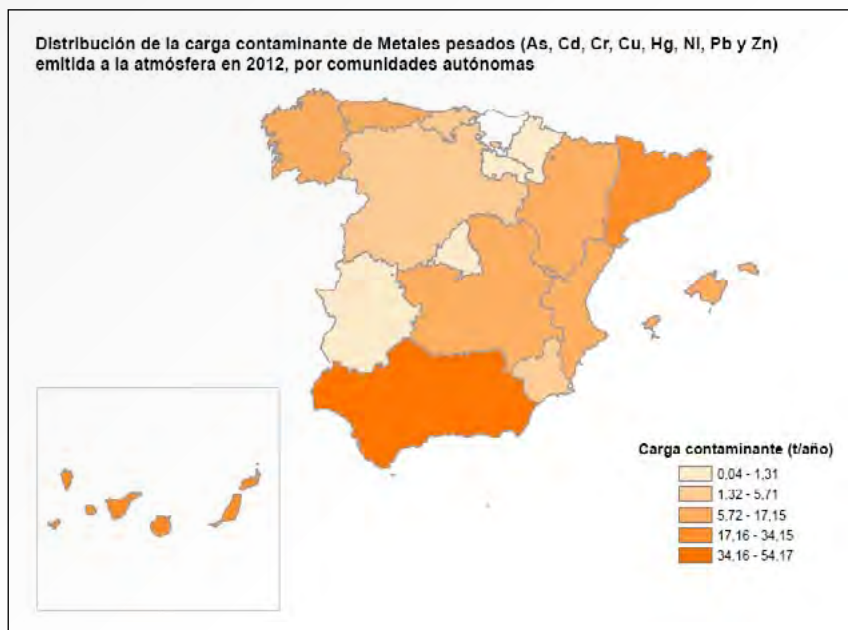 Distribución de la carga contaminante de Metales pesados (As, Cd, Cr, Cu, Hg, NI, Pb y Zn)
emitida a la atmósfera en 2012, por comunidades autónomas
Carga contaminante (t/año)
0,04 - 1,31
1,32 - 5,71
5,72 - 17,15
17,16 - 34,15
34,16 - 54,17